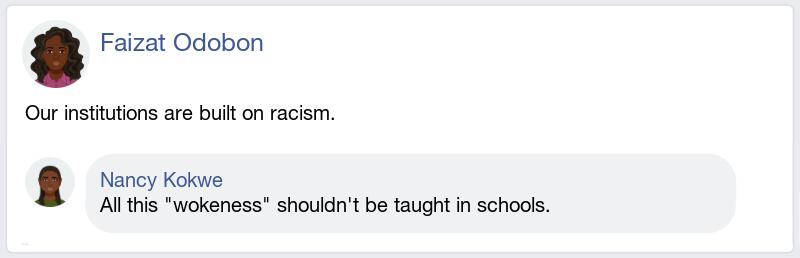 Faizat Odobon
Our institutions are built on racism.
Nancy Kokwe
All this "wokeness" shouldn't be taught in schools.